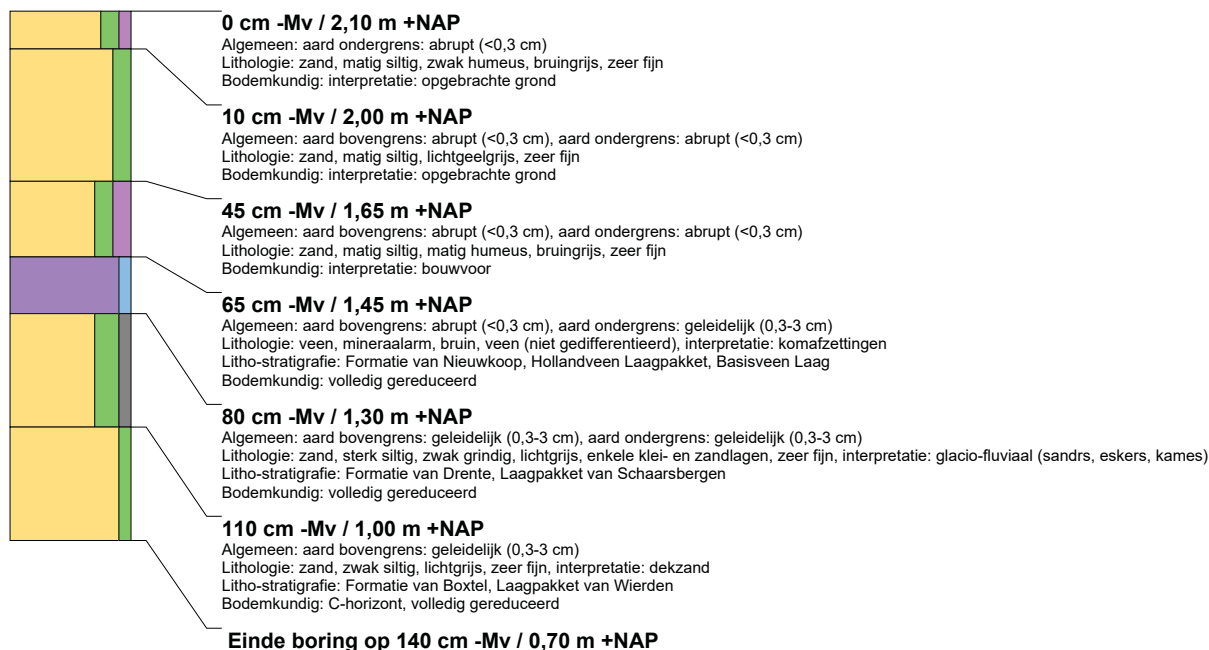 0 cm -Mv / 2,10 m +NAP
Algemeen: aard ondergrens: abrupt (<0,3 cm)
Lithologie: zand, matig siltig, zwak humeus, bruingrijs, zeer fijn
Bodemkundig: interpretatie: opgebrachte grond
10 cm -Mv / 2,00 m +NAP
Algemeen: aard bovengrens: abrupt (<0,3 cm), aard ondergrens: abrupt (<0,3 cm)
Lithologie: zand, matig siltig, lichtgeelgrijs, zeer fijn
Bodemkundig: interpretatie: opgebrachte grond
45 cm -Mv / 1,65 m +NAP
Algemeen: aard bovengrens: abrupt (<0,3 cm), aard ondergrens: abrupt (<0,3 cm)
Lithologie: zand, matig siltig, matig humeus, bruingrijs, zeer fijn
Bodemkundig: interpretatie: bouwvoor
65 cm -Mv / 1,45 m +NAP
Algemeen: aard bovengrens: abrupt (<0,3 cm), aard ondergrens: geleidelijk (0,3-3 cm)
Lithologie: veen, mineraalarm, bruin, veen (niet gedifferentieerd), interpretatie: komafzettingen
Litho-stratigrafie: Formatie van Nieuwkoop, Hollandveen Laagpakket, Basisveen Laag
Bodemkundig: volledig gereduceerd
80 cm -Mv / 1,30 m +NAP
Algemeen: aard bovengrens: geleidelijk (0,3-3 cm), aard ondergrens: geleidelijk (0,3-3 cm)
Lithologie: zand, sterk siltig, zwak grindig, lichtgrijs, enkele klei- en zandlagen, zeer fijn, interpretatie: glacio-fluviaal (sandrs, eskers, kames)
Litho-stratigrafie: Formatie van Drente, Laagpakket van Schaarsbergen
Bodemkundig: volledig gereduceerd
110 cm -Mv / 1,00 m +NAP
Algemeen: aard bovengrens: geleidelijk (0,3-3 cm)
Lithologie: zand, zwak siltig, lichtgrijs, zeer fijn, interpretatie: dekzand
Litho-stratigrafie: Formatie van Boxtel, Laagpakket van Wierden
Bodemkundig: C-horizont, volledig gereduceerd
Einde boring op 140 cm -Mv / 0,70 m +NAP